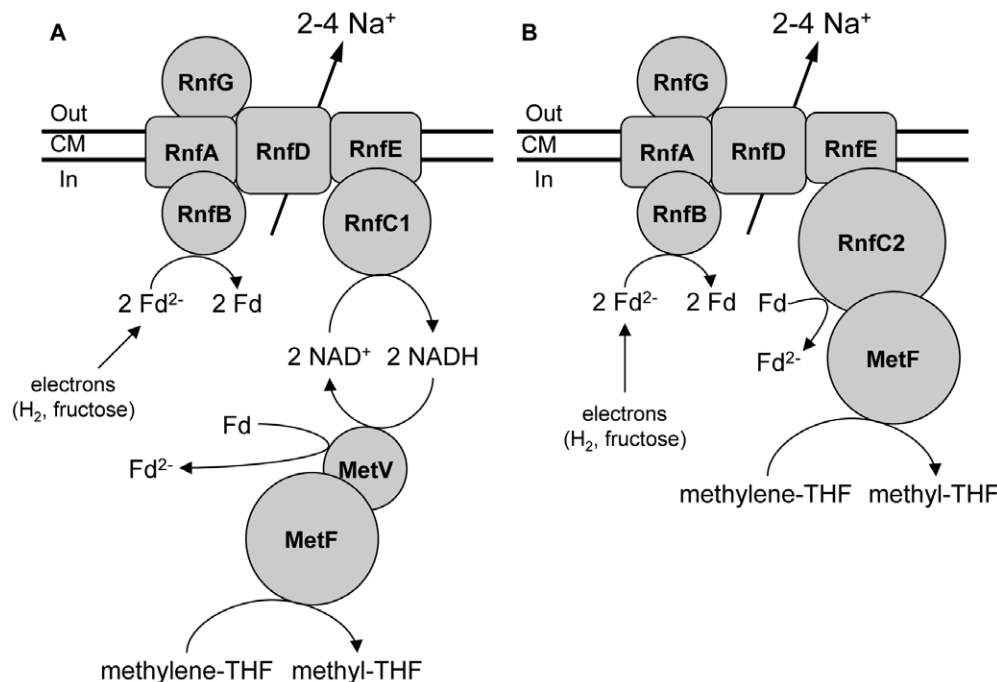 A
2-4 Na⁺
RnfG
Out
CM
In
RnfA
RnfD
RnfE
RnfB
RnfC1
2 Fd²⁻
2 Fd
2 NAD⁺
2 NADH
electrons
(H₂, fructose)
Fd
Fd²⁻
MetV
MetF
methylene-THF
methyl-THF
B
2-4 Na⁺
RnfG
Out
CM
In
RnfA
RnfD
RnfE
RnfB
RnfC2
2 Fd²⁻
2 Fd
Fd
Fd²⁻
MetF
electrons
(H₂, fructose)
methylene-THF
methyl-THF